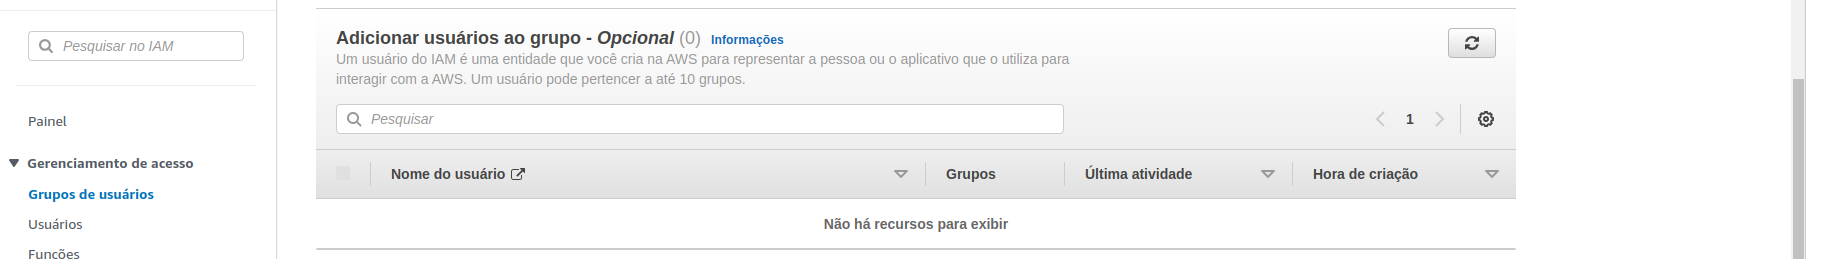 Pesquisar no IAM
Painel
Gerenciamento de acesso
Grupos de usuários
Usuários
Funções
Adicionar usuários ao grupo - Opcional (0) Informações
Um usuário do IAM é uma entidade que você cria na AWS para representar a pessoa ou o aplicativo que o utiliza para
interagir com a AWS. Um usuário pode pertencer a até 10 grupos.
Pesquisar
1
Nome do usuário Grupos Última atividade Hora de criação
Não há recursos para exibir